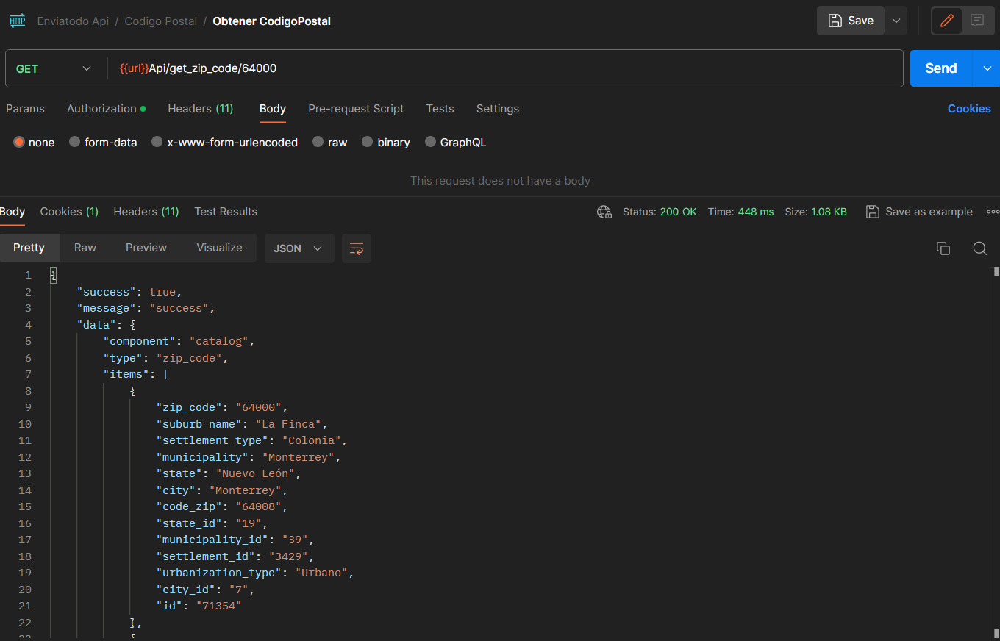 HTTP Enviatodo Api / Codigo Postal / Obtener CodigoPostal Save
GET {{url}}Api/get_zip_code/64000 Send
Params Authorization Headers (11) Body Pre-request Script Tests Settings Cookies
none form-data x-www-form-urlencoded raw binary GraphQL
This request does not have a body
Body Cookies (1) Headers (11) Test Results Status: 200 OK Time: 448 ms Size: 1.08 KB Save as example
Pretty Raw Preview Visualize JSON
1 {
2 "success": true,
3 "message": "success",
4 "data": {
5 "component": "catalog",
6 "type": "zip_code",
7 "items": [
8 {
9 "zip_code": "64000",
10 "suburb_name": "La Finca",
11 "settlement_type": "Colonia",
12 "municipality": "Monterrey",
13 "state": "Nuevo León",
14 "city": "Monterrey",
15 "code_zip": "64008",
16 "state_id": "19",
17 "municipality_id": "39",
18 "settlement_id": "3429",
19 "urbanization_type": "Urbano",
20 "city_id": "7",
21 "id": "71354"
22 },
23 {